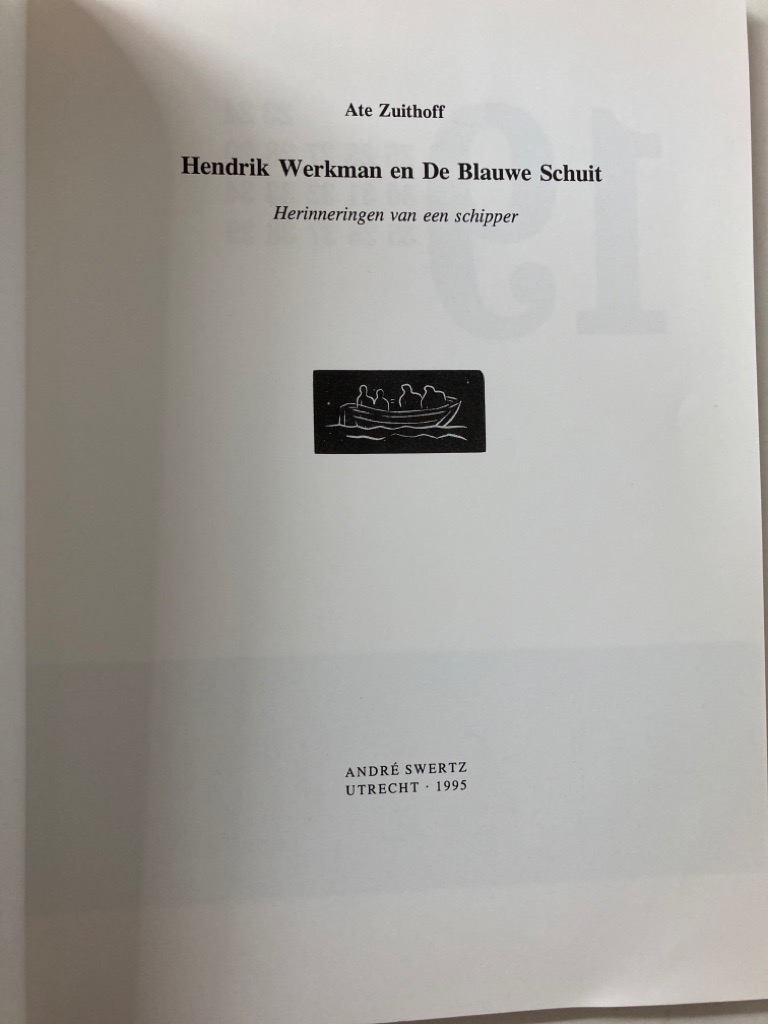 Ate Zuithoff
Hendrik Werkman en De Blauwe Schuit
Herinneringen van een schipper
ANDRÉ SWERTZ
UTRECHT · 1995